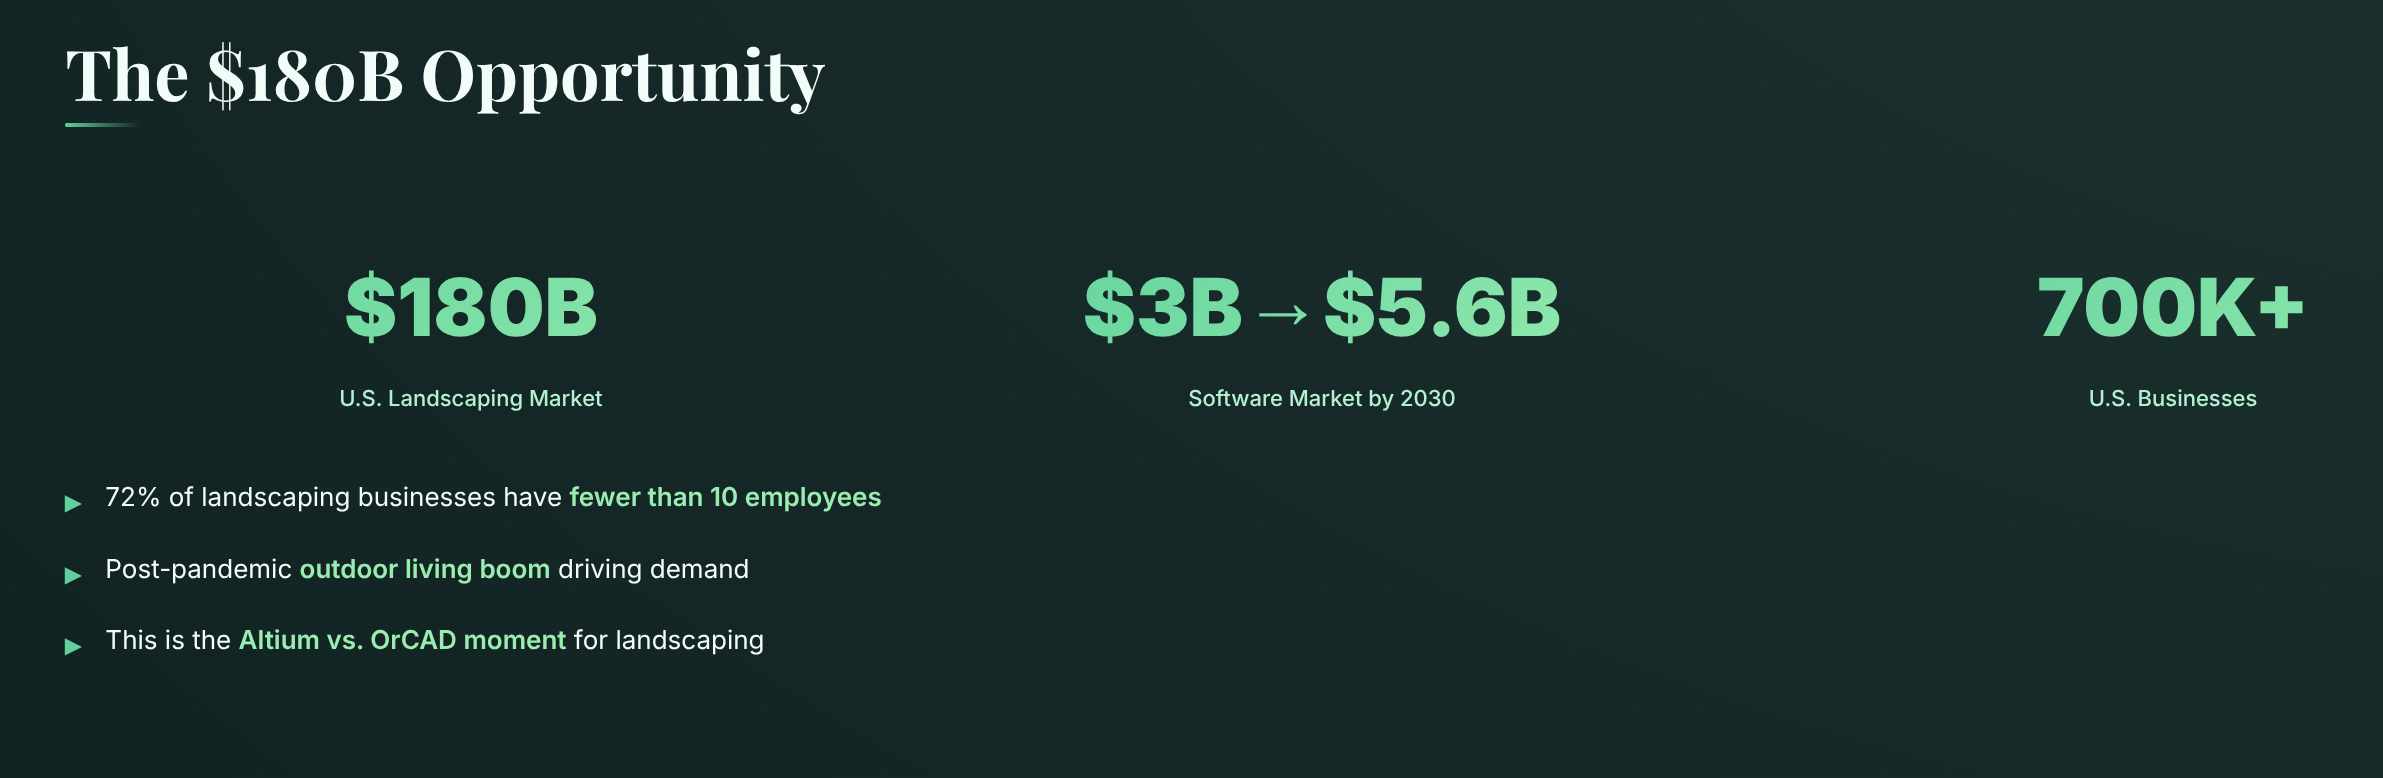 The $180B Opportunity
$180B
U.S. Landscaping Market
$3B → $5.6B
Software Market by 2030
700K+
U.S. Businesses
▶ 72% of landscaping businesses have fewer than 10 employees
▶ Post-pandemic outdoor living boom driving demand
▶ This is the Altium vs. OrCAD moment for landscaping